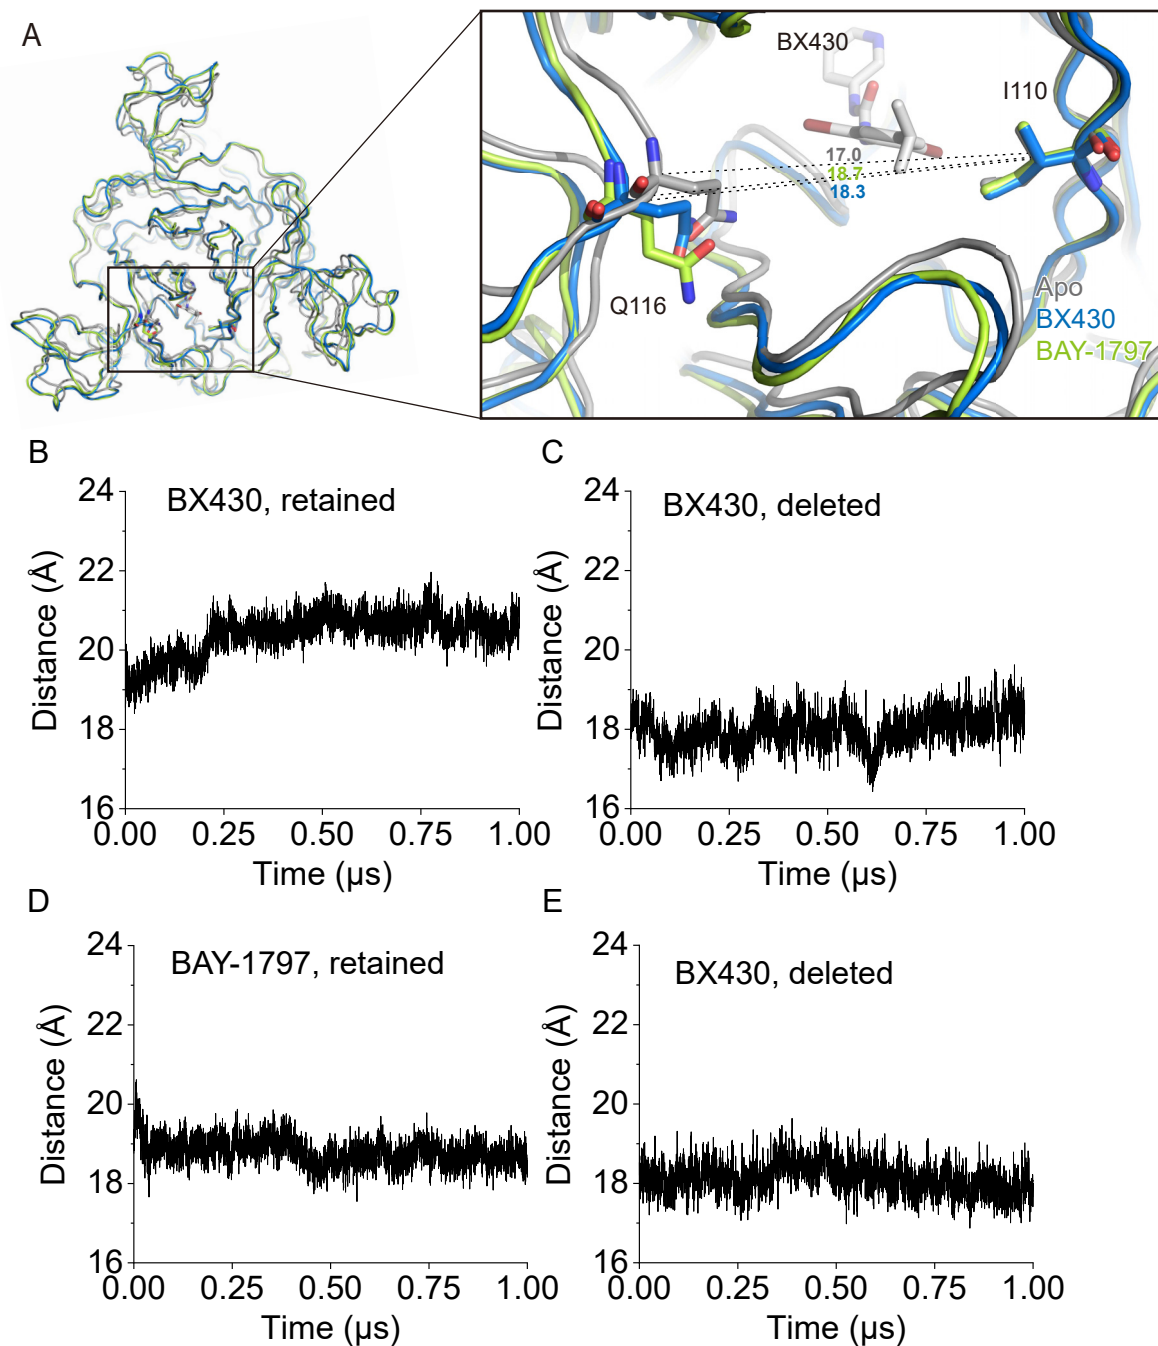 A
BX430
I110
17.0
18.7
18.3
Q116
Apo
BX430
BAY-1797
B
BX430, retained
24
22
20
18
16
Distance (Å)
0.00 0.25 0.50 0.75 1.00
Time (µs)
C
BX430, deleted
24
22
20
18
16
Distance (Å)
0.00 0.25 0.50 0.75 1.00
Time (µs)
D
BAY-1797, retained
24
22
20
18
16
Distance (Å)
0.00 0.25 0.50 0.75 1.00
Time (µs)
E
BX430, deleted
24
22
20
18
16
Distance (Å)
0.00 0.25 0.50 0.75 1.00
Time (µs)